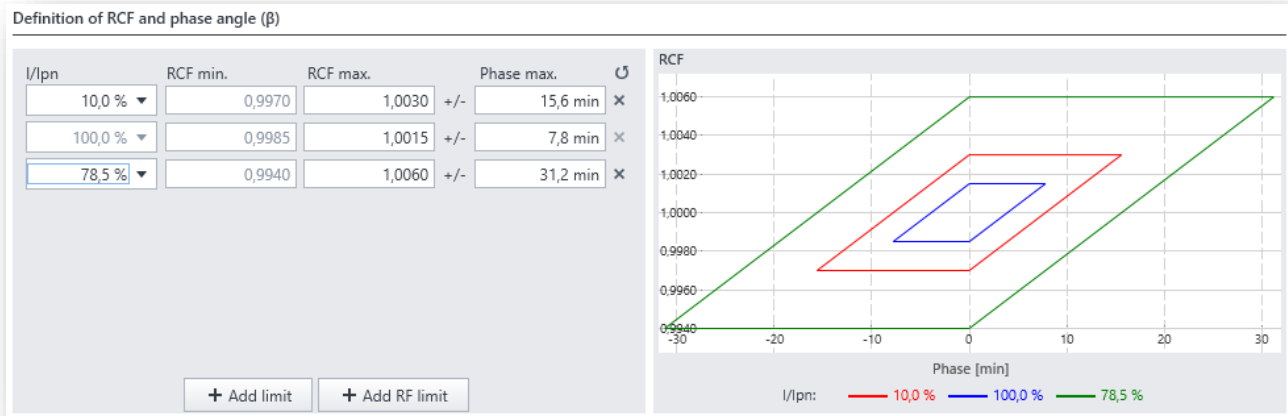 Definition of RCF and phase angle (β)
I/Ipn RCF min. RCF max. Phase max.
10,0 % 0,9970 1,0030 +/- 15,6 min
100,0 % 0,9985 1,0015 +/- 7,8 min
78,5 % 0,9940 1,0060 +/- 31,2 min
+ Add limit + Add RF limit
RCF
1,0060
1,0040
1,0020
1,0000
0,9980
0,9960
0,9940
-30 -20 -10 0 10 20 30
Phase [min]
I/Ipn: 10,0 % 100,0 % 78,5 %